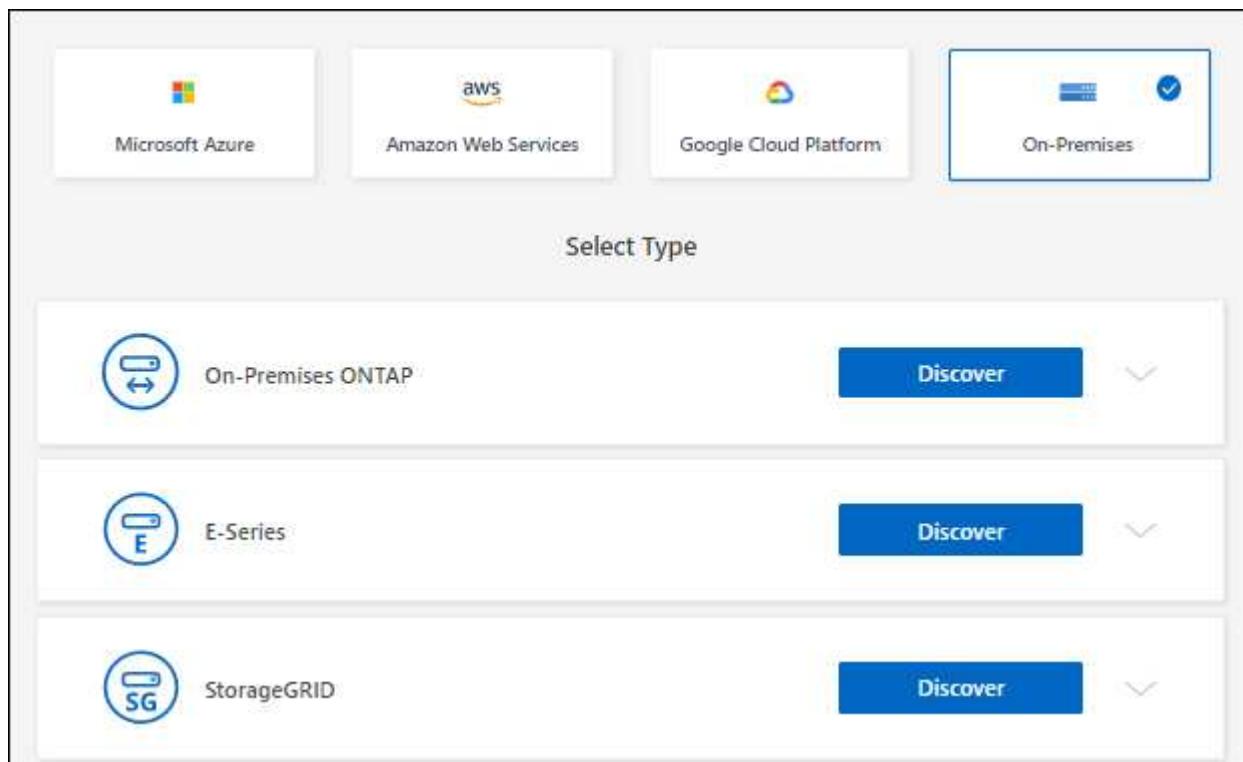 aws
Microsoft Azure
Amazon Web Services
Google Cloud Platform
On-Premises
Select Type
On-Premises ONTAP
Discover
E
E-Series
Discover
SG
StorageGRID
Discover